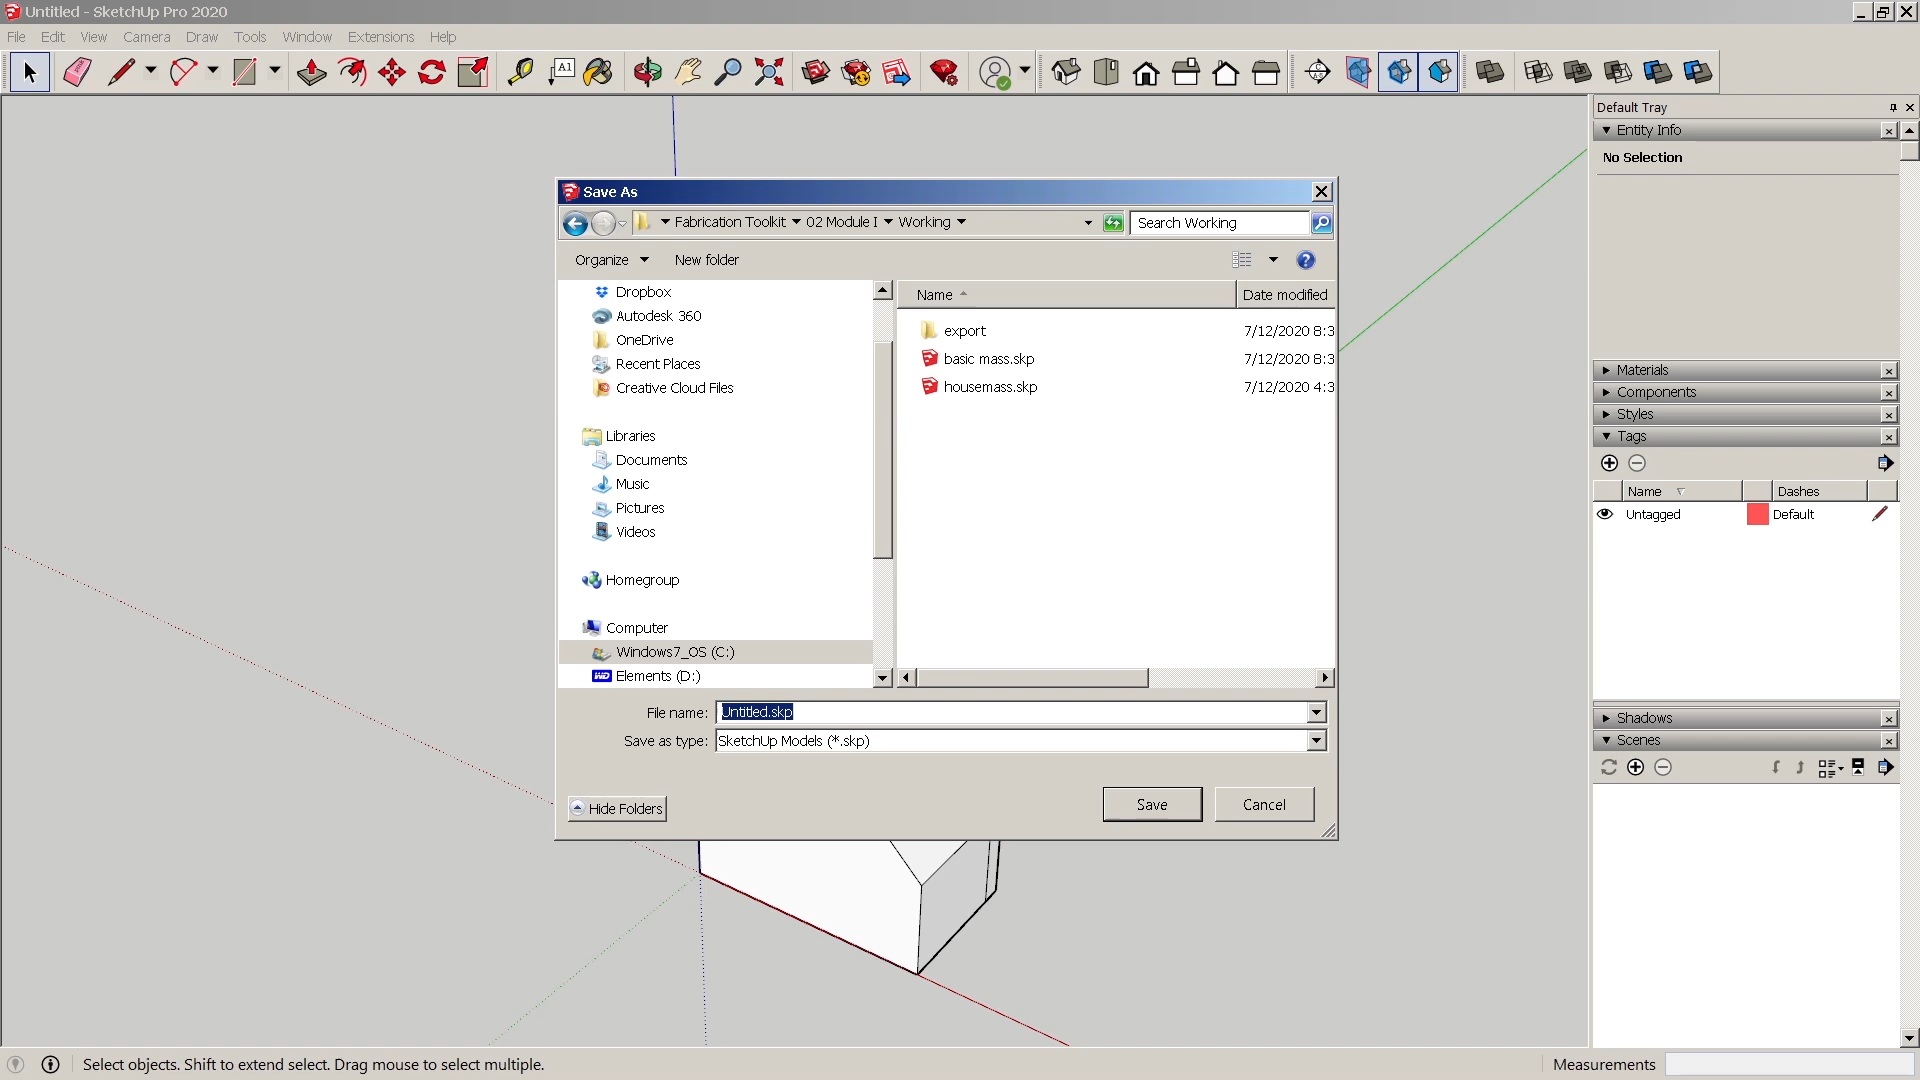 Untitled - SketchUp Pro 2020
File Edit View Camera Draw Tools Window Extensions Help
A1
Default Tray
Entity Info
No Selection
Save As
Fabrication Toolkit 02 Module I Working
Search Working
Organize New folder
Dropbox
Autodesk 360
OneDrive
Recent Places
Creative Cloud Files
Libraries
Documents
Music
Pictures
Videos
Homegroup
Computer
Windows7_OS (C:)
Elements (D:)
Name Date modified
export 7/12/2020 8:3
basic mass.skp 7/12/2020 8:3
housemass.skp 7/12/2020 4:3
File name: Untitled.skp
Save as type: SketchUp Models (*.skp)
Hide Folders
Save
Cancel
Materials
Components
Styles
Tags
Name Dashes
Untagged Default
Shadows
Scenes
Select objects. Shift to extend select. Drag mouse to select multiple.
Measurements